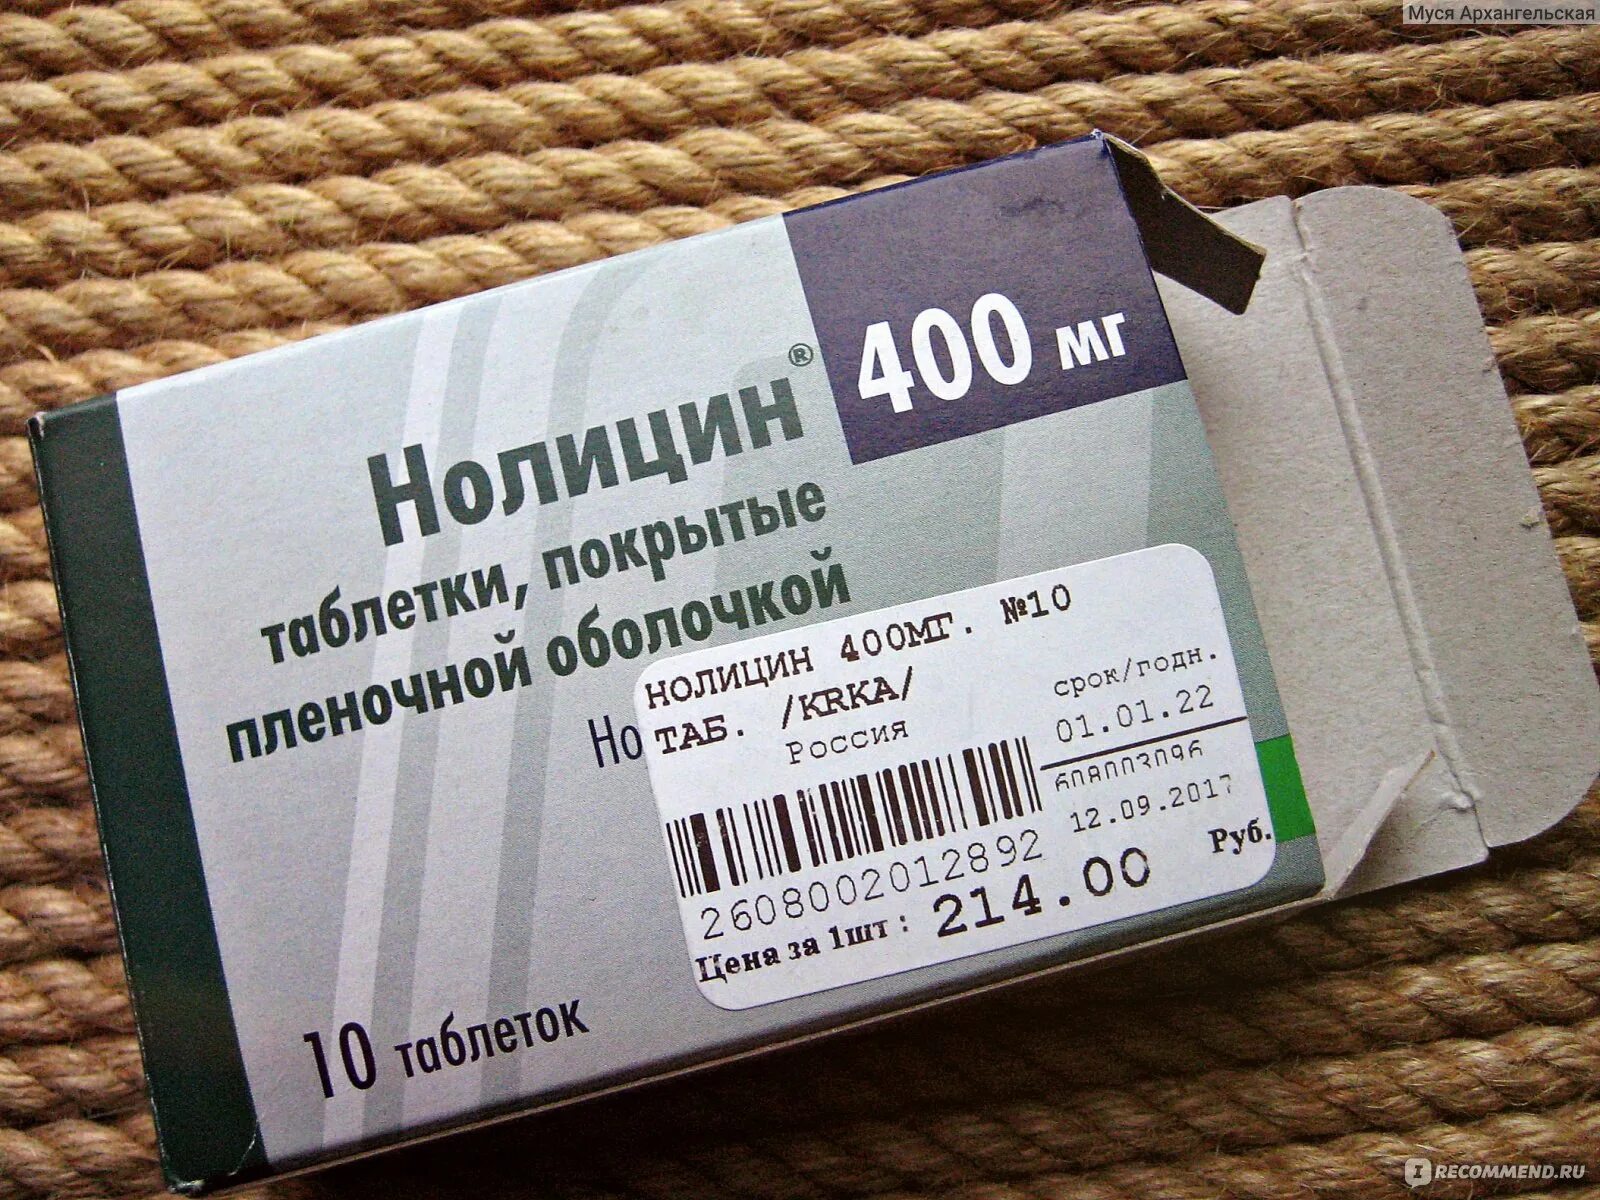 Муся Архангельская
400 мг
Нолицин®
таблетки, покрытые
пленочной оболочкой
Но
НОЛИЦИН 400МГ. №10
ТАБ. /KRKA/
Россия
срок/годн.
01.01.22
12.09.2017
2608002012892
Цена за 1шт: 214.00 Руб.
10 таблеток
IRECOMMEND.RU